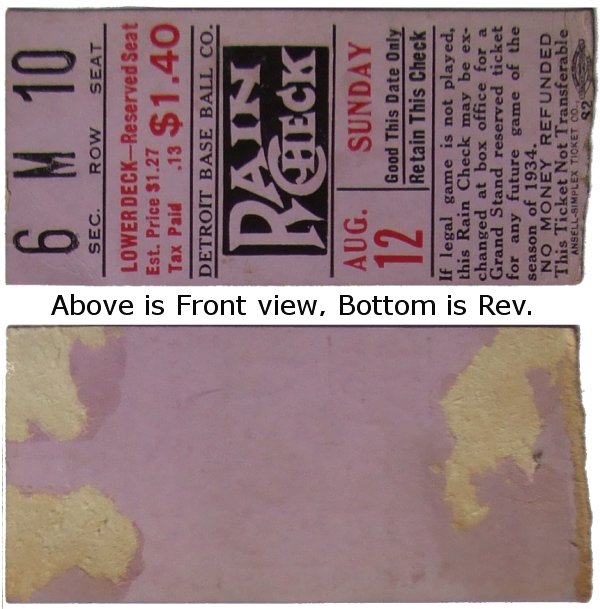 6 M 10
SEC. ROW SEAT
LOWER DECK—Reserved Seat
Est. Price $1.27
Tax Paid .13 $1.40
DETROIT BASE BALL CO.
RAIN
CHECK
AUG. SUNDAY
12
Good This Date Only
Retain This Check
If legal game is not played,
this Rain Check may be ex-
changed at box office for a
Grand Stand reserved ticket
for any future game of the
season of 1934.
NO MONEY REFUNDED
This Ticket Not Transferable
ANSELL-SIMPLEX TICKET CO.,
82
Above is Front view, Bottom is Rev.